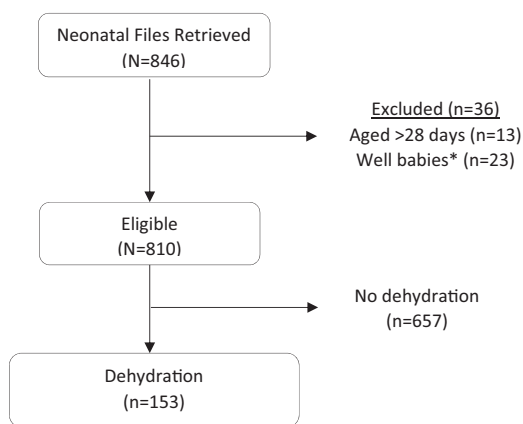 Neonatal Files Retrieved
(N=846)
Excluded (n=36)
Aged >28 days (n=13)
Well babies* (n=23)
Eligible
(N=810)
No dehydration
(n=657)
Dehydration
(n=153)